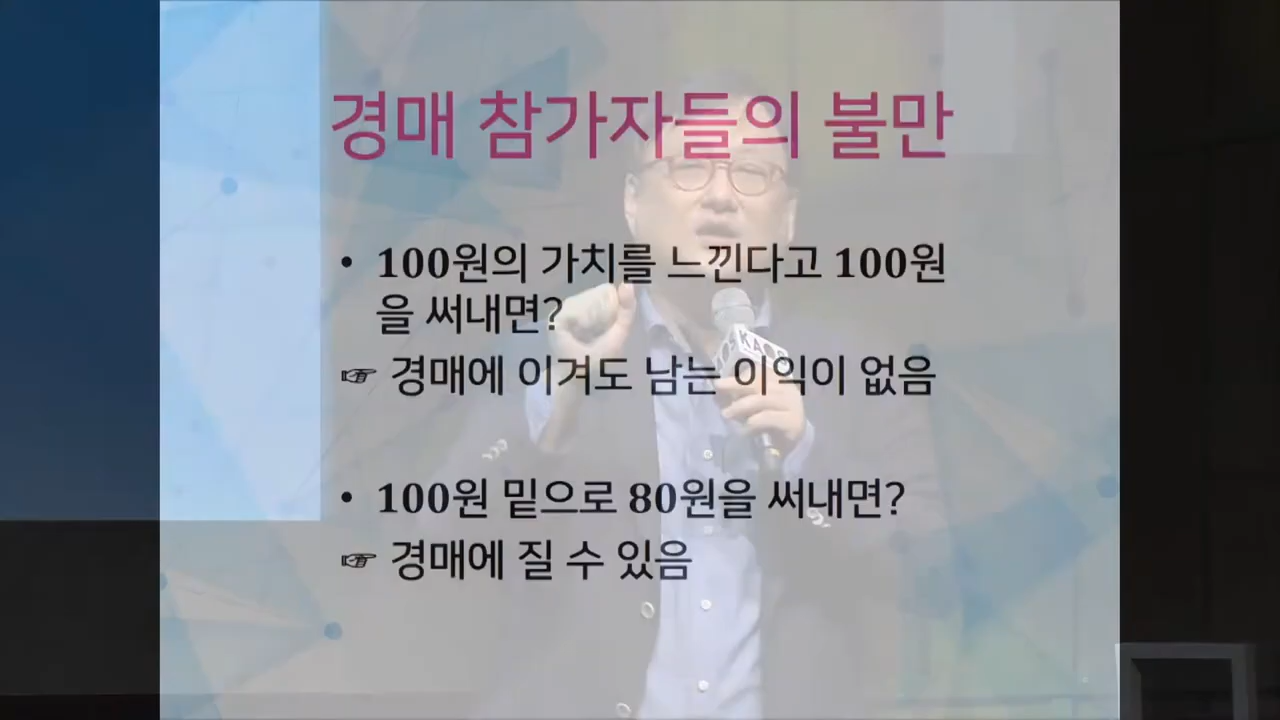 경매 참가자들의 불만
• 100원의 가치를 느낀다고 100원
을 써내면?
☞ 경매에 이겨도 남는 이익이 없음
• 100원 밑으로 80원을 써내면?
☞ 경매에 질 수 있음
KAOS